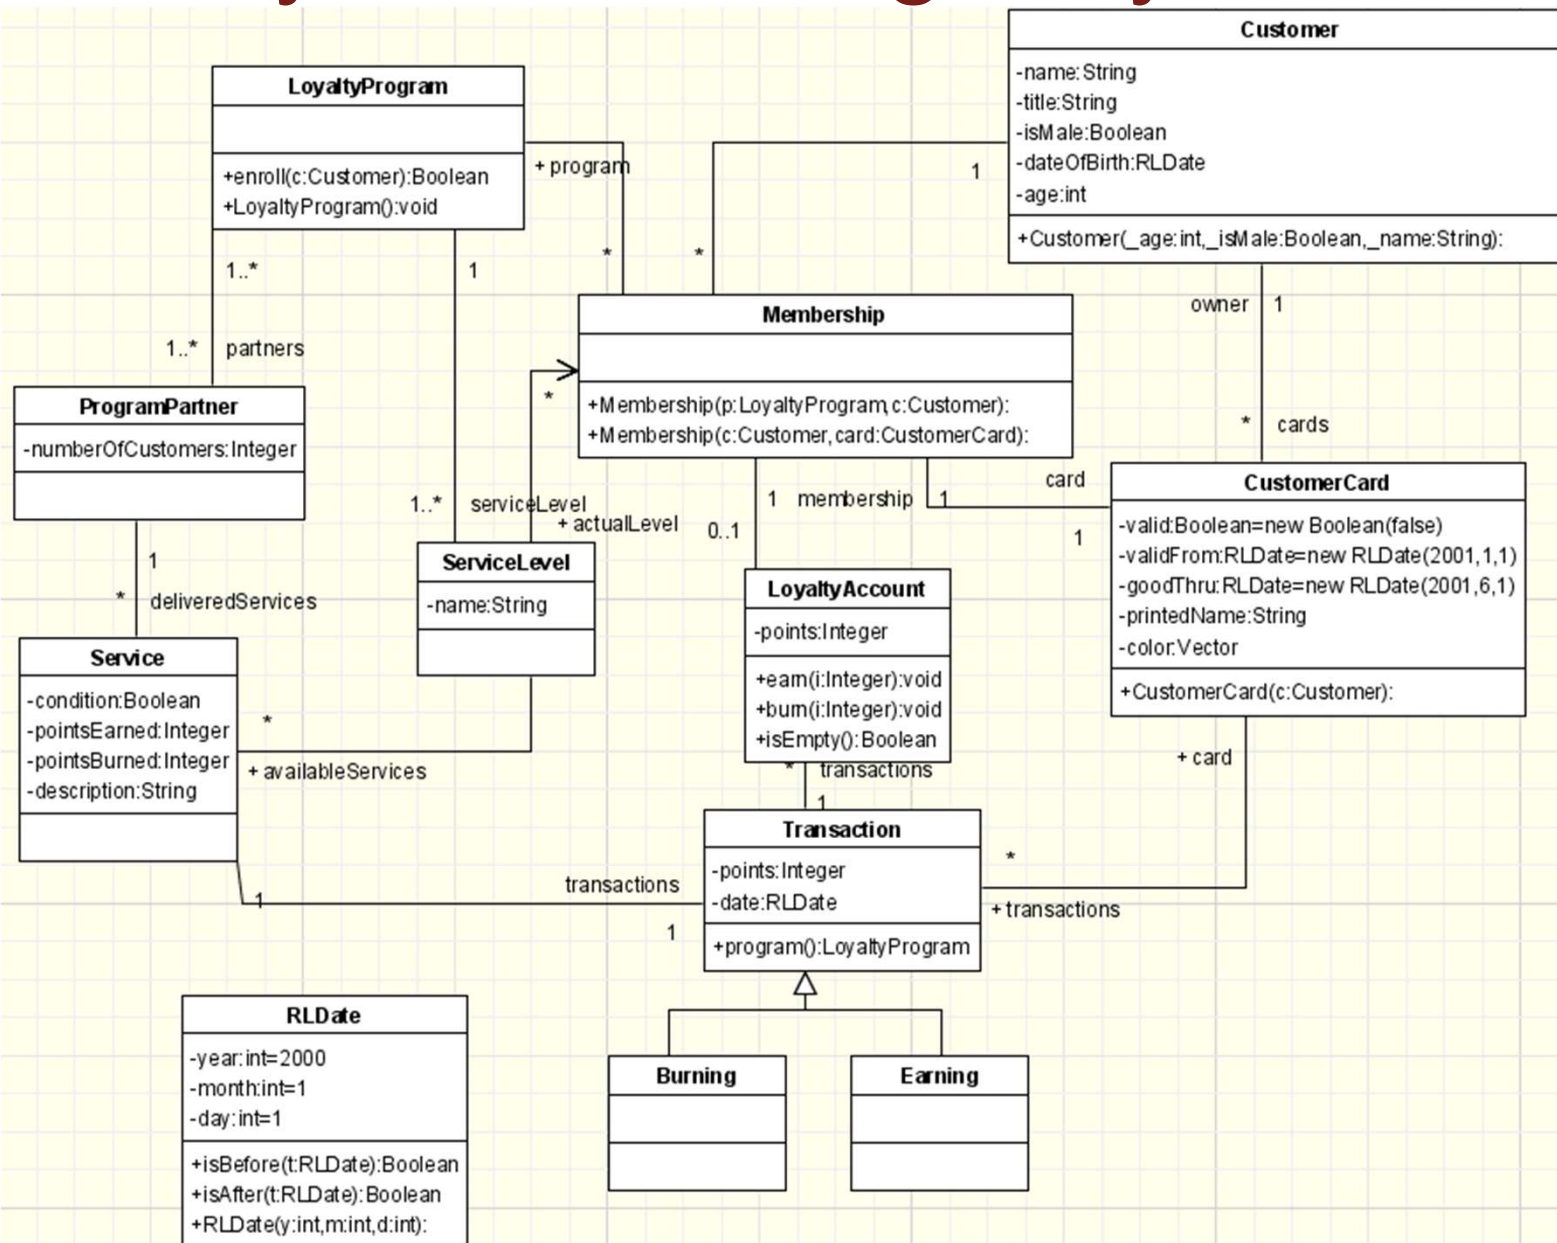 Customer
-name:String
-title:String
-isMale:Boolean
-dateOfBirth:RLDate
-age:int
+Customer(_age:int,_isMale:Boolean,_name:String):
LoyaltyProgram
+enroll(c:Customer):Boolean
+LoyaltyProgram():void
+ program
1
*
*
1..*
1
owner
1
Membership
+Membership(p:LoyaltyProgram,c:Customer):
+Membership(c:Customer,card:CustomerCard):
1..*
partners
*
ProgramPartner
-numberOfCustomers:Integer
*
cards
1..*
serviceLevel
+ actualLevel
1
membership
1
card
0..1
1
CustomerCard
-valid:Boolean=new Boolean(false)
-validFrom:RLDate=new RLDate(2001,1,1)
-goodThru:RLDate=new RLDate(2001,6,1)
-printedName:String
-color:Vector
+CustomerCard(c:Customer):
1
*
deliveredServices
ServiceLevel
-name:String
LoyaltyAccount
-points:Integer
+earn(i:Integer):void
+burn(i:Integer):void
+isEmpty():Boolean
Service
-condition:Boolean
-pointsEarned:Integer
-pointsBurned:Integer
-description:String
*
+ availableServices
*
transactions
1
+ card
Transaction
-points:Integer
-date:RLDate
+program():LoyaltyProgram
*
+ transactions
1
transactions
1
RLDate
-year:int=2000
-month:int=1
-day:int=1
+isBefore(t:RLDate):Boolean
+isAfter(t:RLDate):Boolean
+RLDate(y:int,m:int,d:int):
Burning
Earning